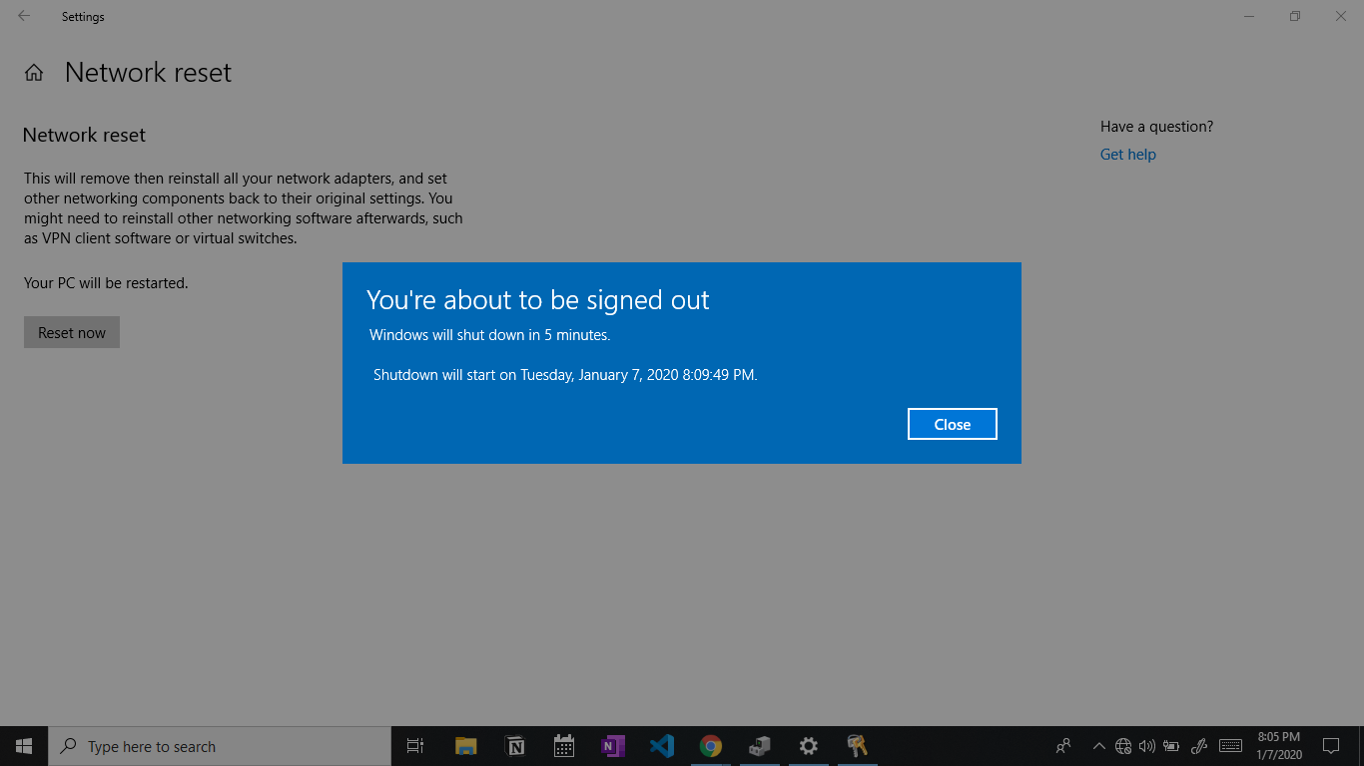 Settings
Network reset
Network reset
This will remove then reinstall all your network adapters, and set
other networking components back to their original settings. You
might need to reinstall other networking software afterwards, such
as VPN client software or virtual switches.
Your PC will be restarted.
Reset now
Have a question?
Get help
You're about to be signed out
Windows will shut down in 5 minutes.
Shutdown will start on Tuesday, January 7, 2020 8:09:49 PM.
Close
Type here to search
N
N
8:05 PM
1/7/2020